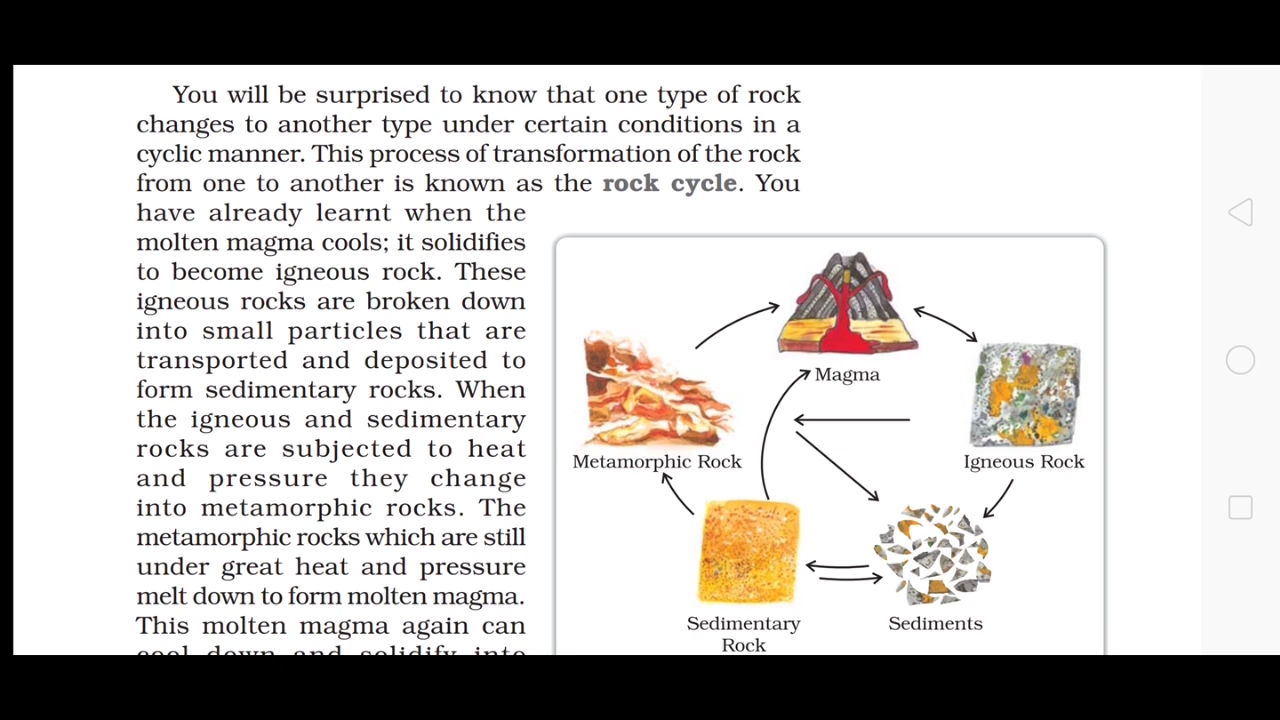 You will be surprised to know that one type of rock
changes to another type under certain conditions in a
cyclic manner. This process of transformation of the rock
from one to another is known as the rock cycle. You
have already learnt when the
molten magma cools; it solidifies
to become igneous rock. These
igneous rocks are broken down
into small particles that are
transported and deposited to
form sedimentary rocks. When
the igneous and sedimentary
rocks are subjected to heat
and pressure they change
into metamorphic rocks. The
metamorphic rocks which are still
under great heat and pressure
melt down to form molten magma.
This molten magma again can
cool down and solidify into
Magma
Metamorphic Rock
Igneous Rock
Sedimentary
Rock
Sediments